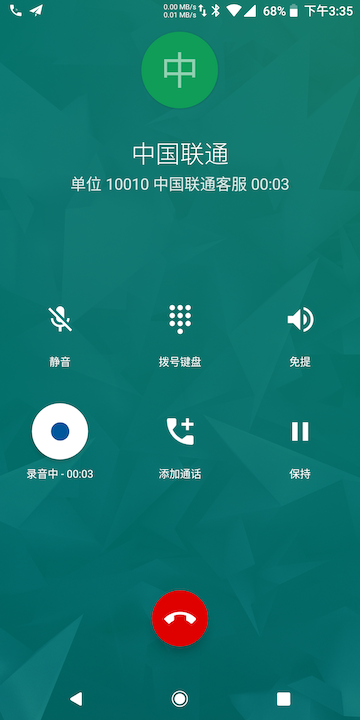 0.00 MB/s
0.01 MB/s
68% 下午3:35
中
中国联通
单位 10010 中国联通客服 00:03
静音 拨号键盘 免提
录音中 - 00:03 添加通话 保持